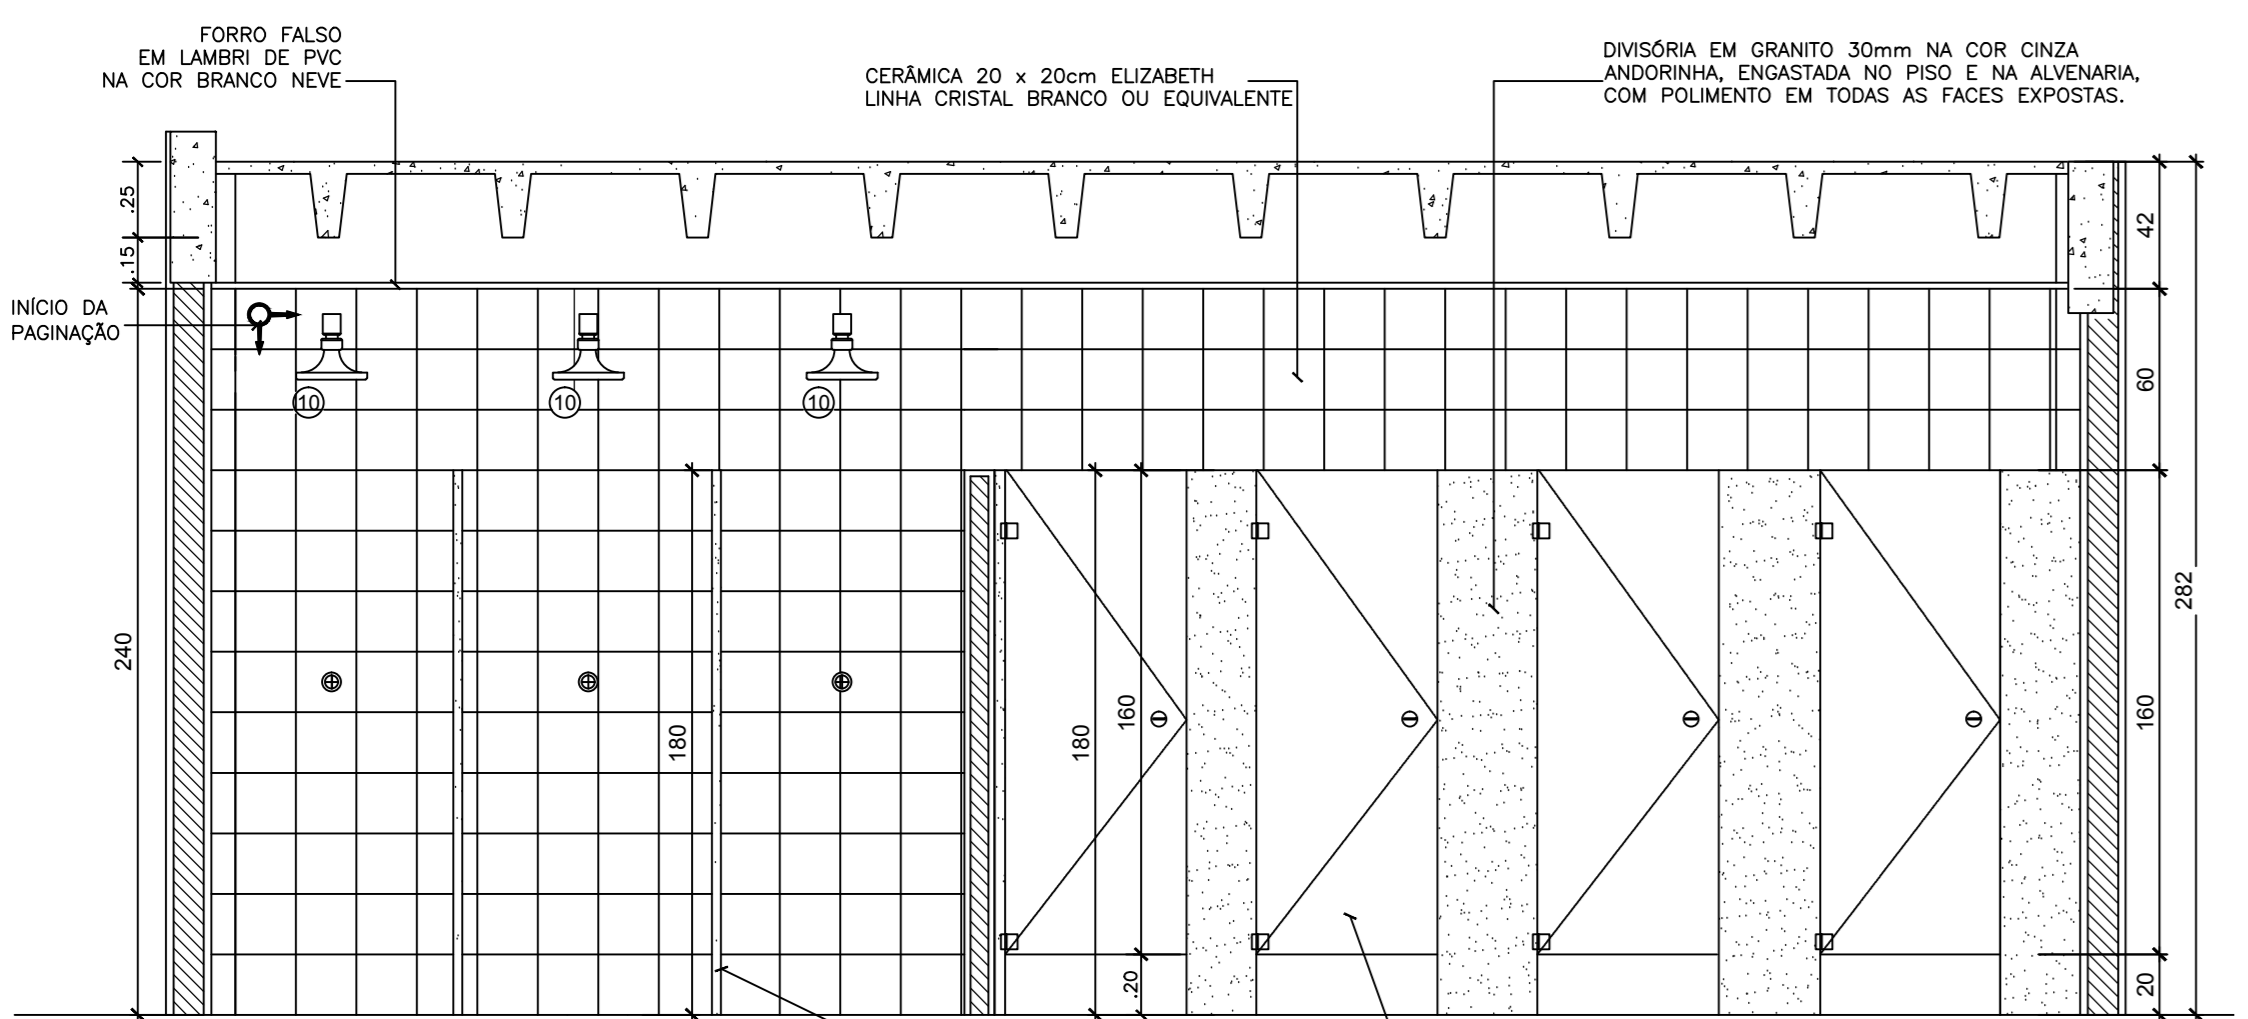 FORRO FALSO
EM LAMBRI DE PVC
NA COR BRANCO NEVE
CERÂMICA 20 x 20cm ELIZABETH
LINHA CRISTAL BRANCO OU EQUIVALENTE
DIVISÓRIA EM GRANITO 30mm NA COR CINZA
ANDORINHA, ENGASTADA NO PISO E NA ALVENARIA,
COM POLIMENTO EM TODAS AS FACES EXPOSTAS.
.25
.15
42
INÍCIO DA
PAGINAÇÃO
10
10
10
60
240
180
180
160
.20
282
160
20